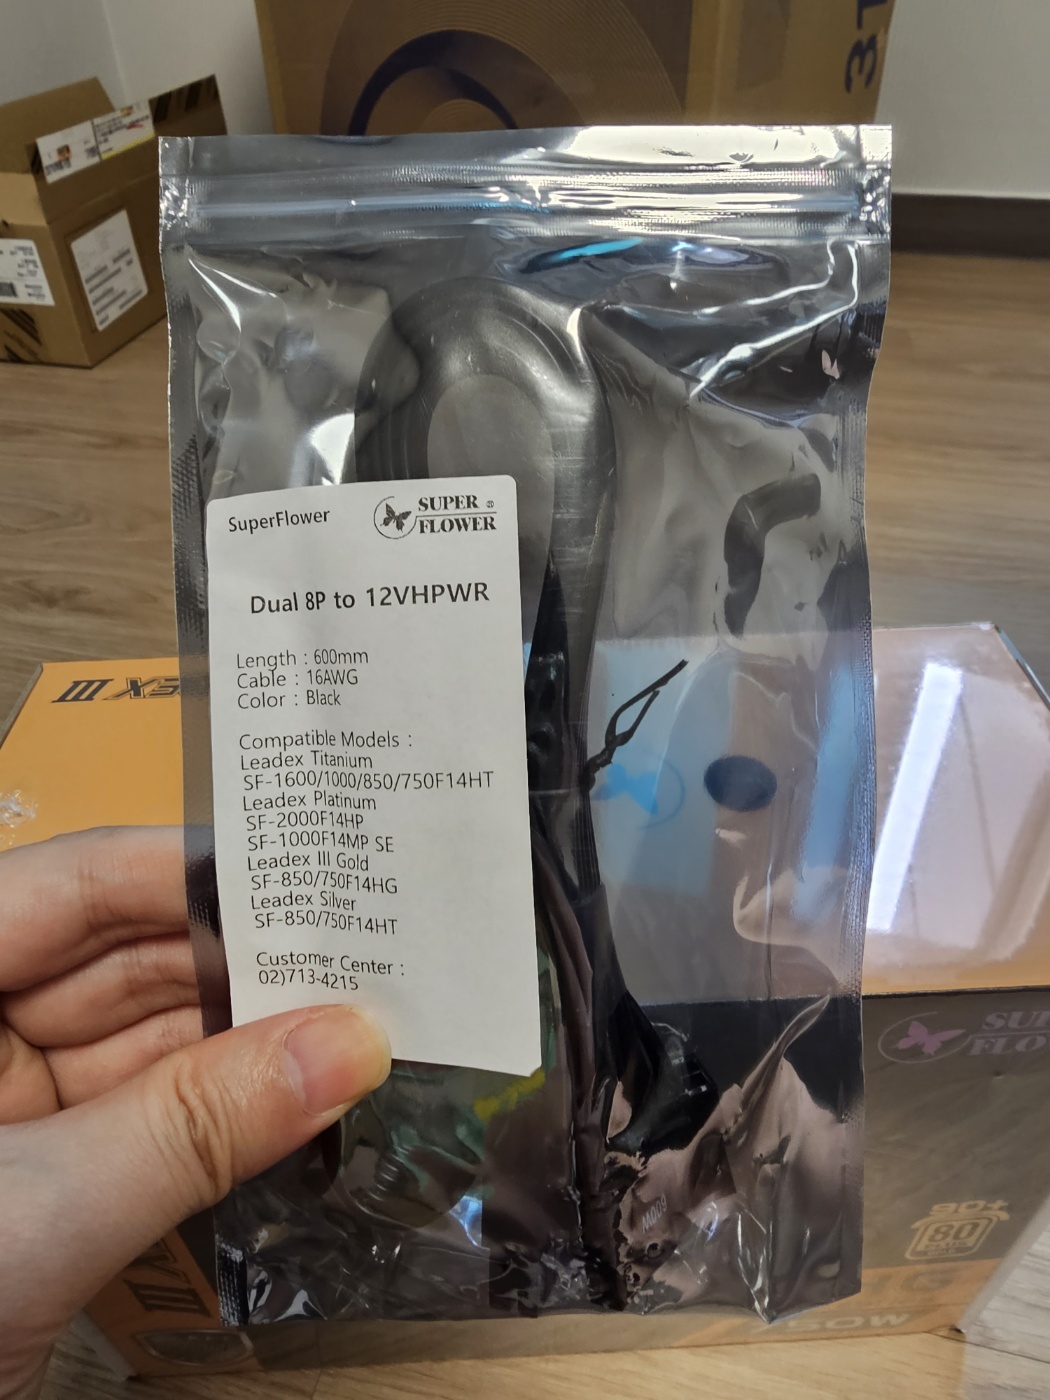 SuperFlower
SUPER ®
FLOWER
Dual 8P to 12VHPWR
Length : 600mm
Cable : 16AWG
Color : Black
Compatible Models :
Leadex Titanium
SF-1600/1000/850/750F14HT
Leadex Platinum
SF-2000F14HP
SF-1000F14MP SE
Leadex III Gold
SF-850/750F14HG
Leadex Silver
SF-850/750F14HT
Customer Center :
02)713-4215
600W
80